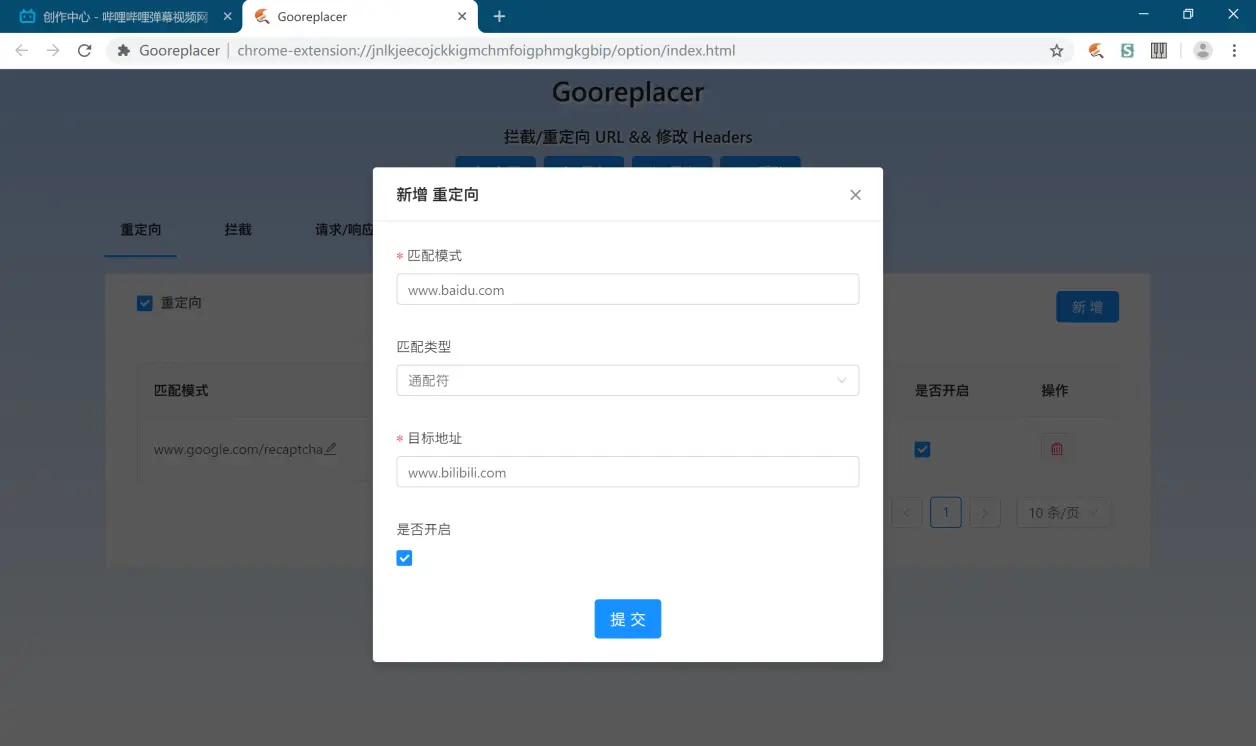 创作中心 - 哔哩哔哩弹幕视频网
Gooreplacer
Gooreplacer | chrome-extension://jnlkjeecojckkigmchmfoigphmgkgbip/option/index.html
Gooreplacer
拦截/重定向 URL && 修改 Headers
新增 重定向
重定向
拦截
请求/响应
* 匹配模式
www.baidu.com
重定向
新 增
匹配类型
通配符
匹配模式
是否开启
操作
* 目标地址
www.google.com/recaptcha
www.bilibili.com
1
10 条/页
是否开启
提 交